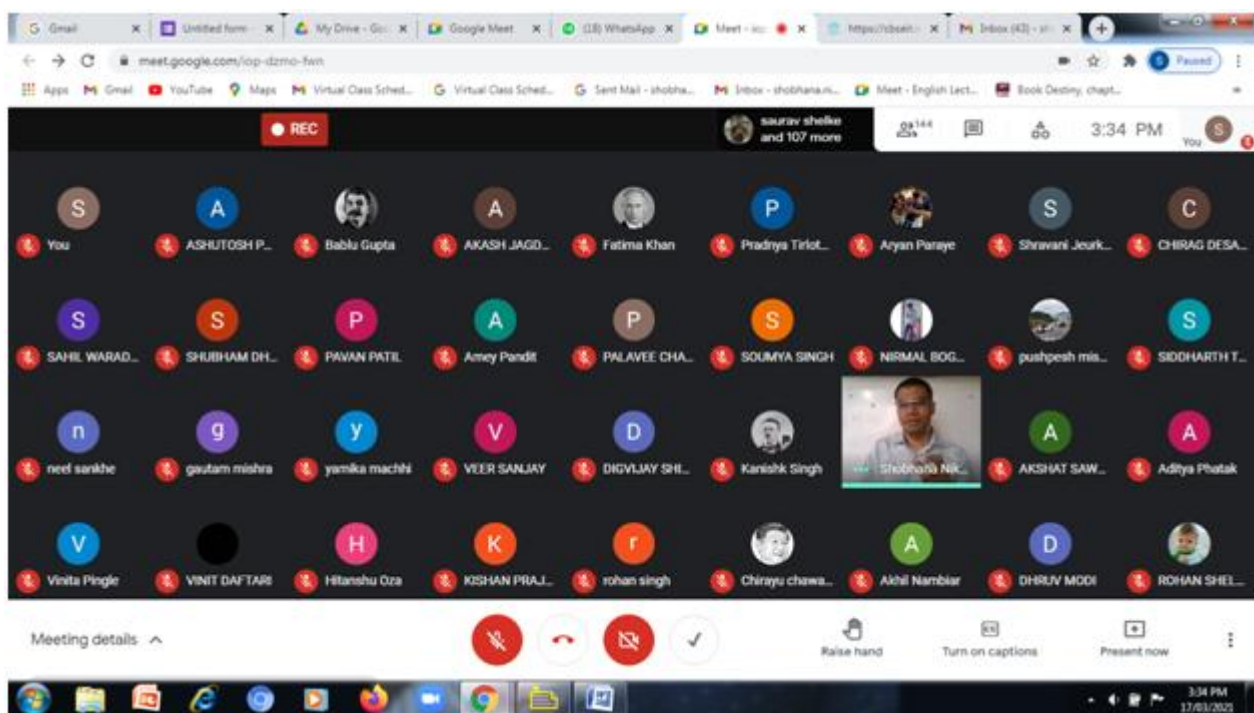 Gmail Untitled form My Drive - Goo Google Meet (18) WhatsApp Meet - iop Inbox (43) - sh
meet.google.com/iop-dzmo-fwn Paused
Apps Gmail YouTube Maps Virtual Class Sched... Virtual Class Sched... Sent Mail - shobha... Inbox - shobhana.n... Meet - English Lect... Book Destiny, chapt...
REC saurav shelke 144 3:34 PM You S
and 107 more
S A A P S C
You ASHUTOSH P... Bablu Gupta AKASH JAGD... Fatima Khan Pradnya Tirlot... Aryan Paraye Shravani Jeurk... CHIRAG DESA...
S S P A P S S
SAHIL WARAD... SHUBHAM DH... PAVAN PATIL Amey Pandit PALAVEE CHA... SOUMYA SINGH NIRMAL BOG... pushpesh mis... SIDDHARTH T...
n g y V D A A
neel sankhe gautam mishra yamika machhi VEER SANJAY DIGVIJAY SHI... Kanishk Singh Shobhana Nik... AKSHAT SAW... Aditya Phatak
V H K r A D
Vinita Pingle VINIT DAFTARI Hitanshu Oza KISHAN PRAJ... rohan singh Chirayu chawa... Akhil Nambiar DHRUV MODI ROHAN SHEL...
Meeting details Raise hand Turn on captions Present now
3:34 PM
17/03/2021